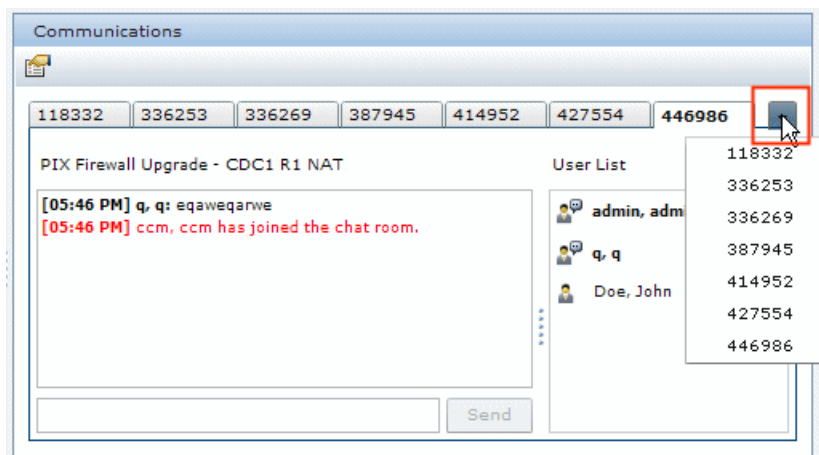 Communications
118332 336253 336269 387945 414952 427554 446986
PIX Firewall Upgrade - CDC1 R1 NAT
[05:46 PM] q, q: eqaweqarwe
[05:46 PM] ccm, ccm has joined the chat room.
Send
User List
admin, admi
q, q
Doe, John
118332
336253
336269
387945
414952
427554
446986